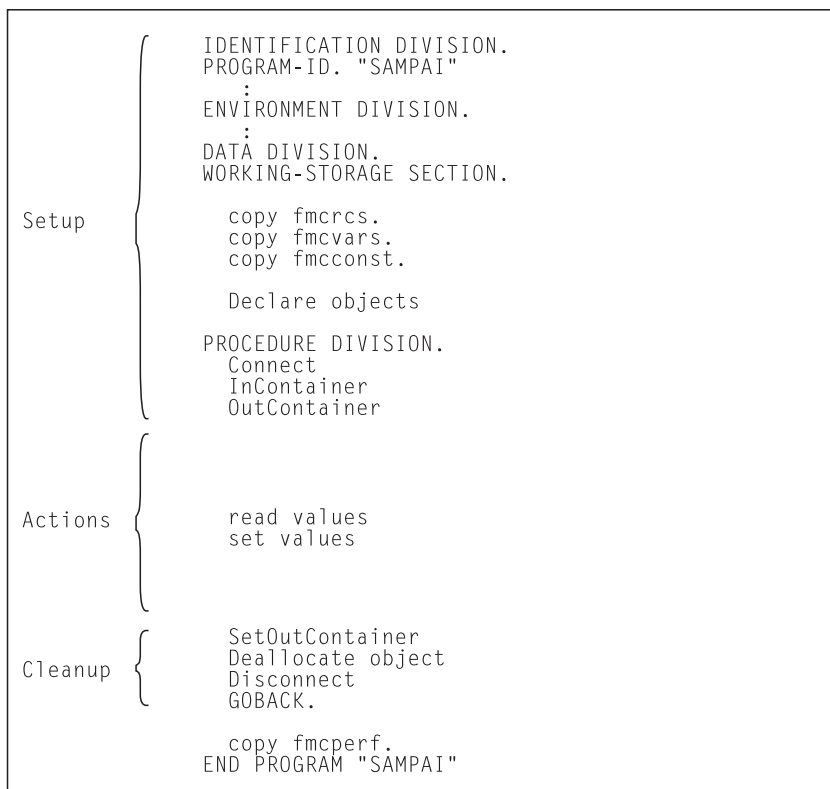 IDENTIFICATION DIVISION.
PROGRAM-ID. "SAMPAI"
:
ENVIRONMENT DIVISION.
:
DATA DIVISION.
WORKING-STORAGE SECTION.
Setup
copy fmcrcs.
copy fmcvars.
copy fmcconst.
Declare objects
PROCEDURE DIVISION.
Connect
InContainer
OutContainer
Actions
read values
set values
Cleanup
SetOutContainer
Deallocate object
Disconnect
GOBACK.
copy fmcperf.
END PROGRAM "SAMPAI"